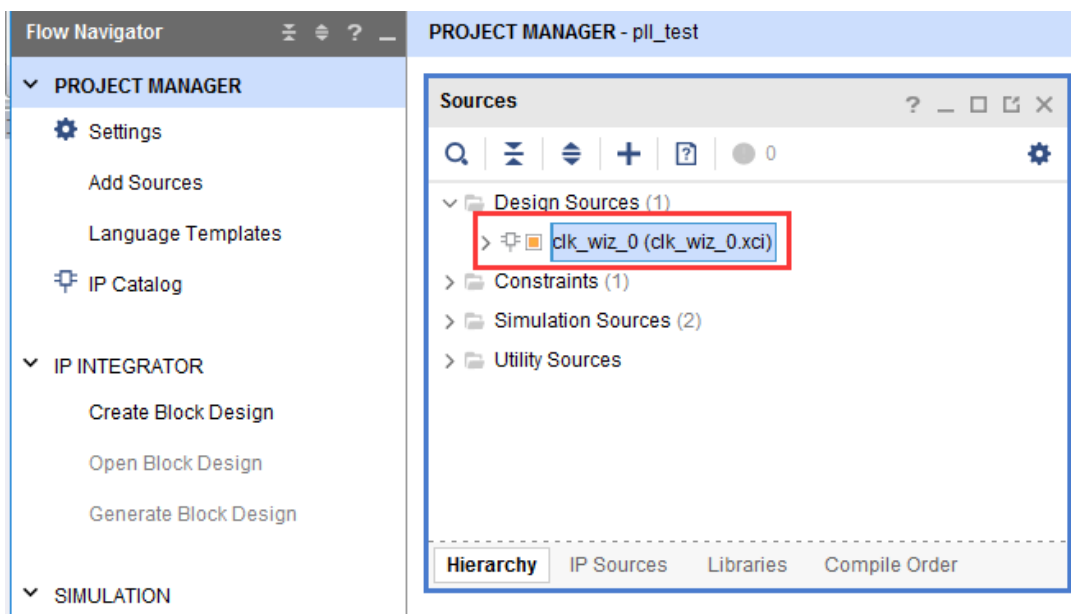 Flow Navigator
PROJECT MANAGER
Settings
Add Sources
Language Templates
IP Catalog
IP INTEGRATOR
Create Block Design
Open Block Design
Generate Block Design
SIMULATION
PROJECT MANAGER - pll_test
Sources
0
Design Sources (1)
clk_wiz_0 (clk_wiz_0.xci)
Constraints (1)
Simulation Sources (2)
Utility Sources
Hierarchy IP Sources Libraries Compile Order